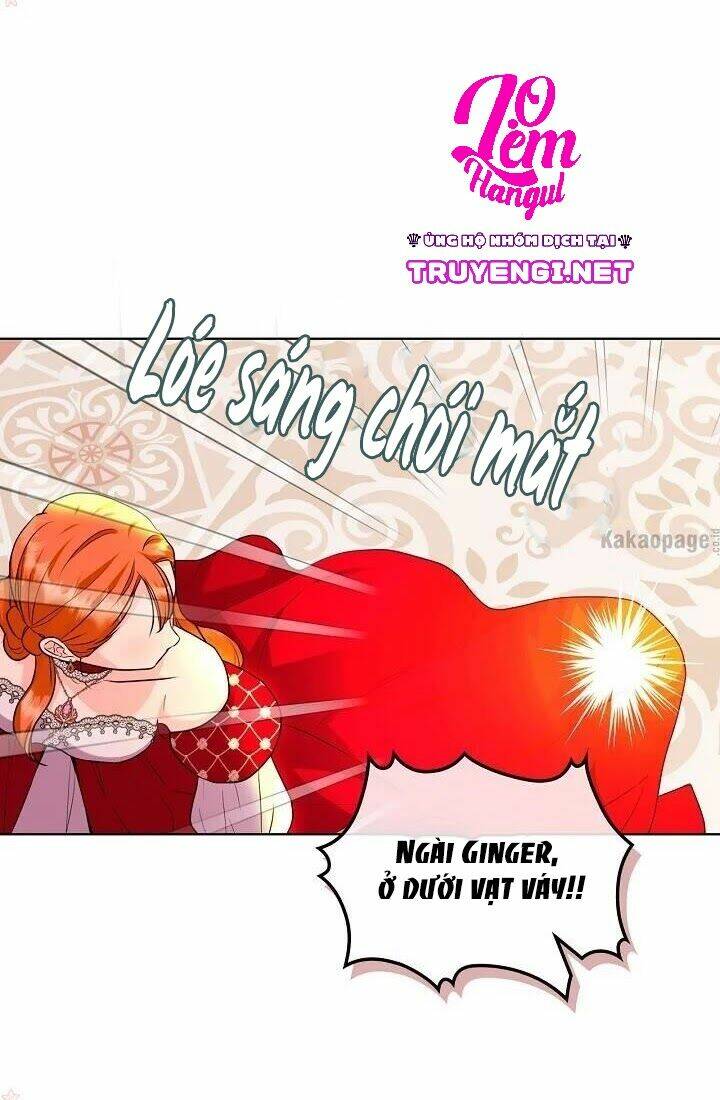 Lọ Lem
Hangul
ỦNG HỘ NHÓM DỊCH TẠI
TRUYENGI.NET
Lóe sáng chói mắt
Kakaopage
NGÀI GINGER,
Ở DƯỚI VẠT VÁY!!